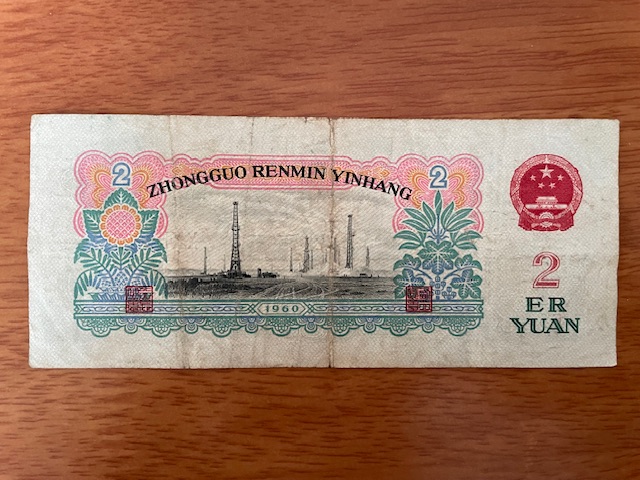 2
2
ZHONGGUO RENMIN YINHANG
1960
2
ER
YUAN